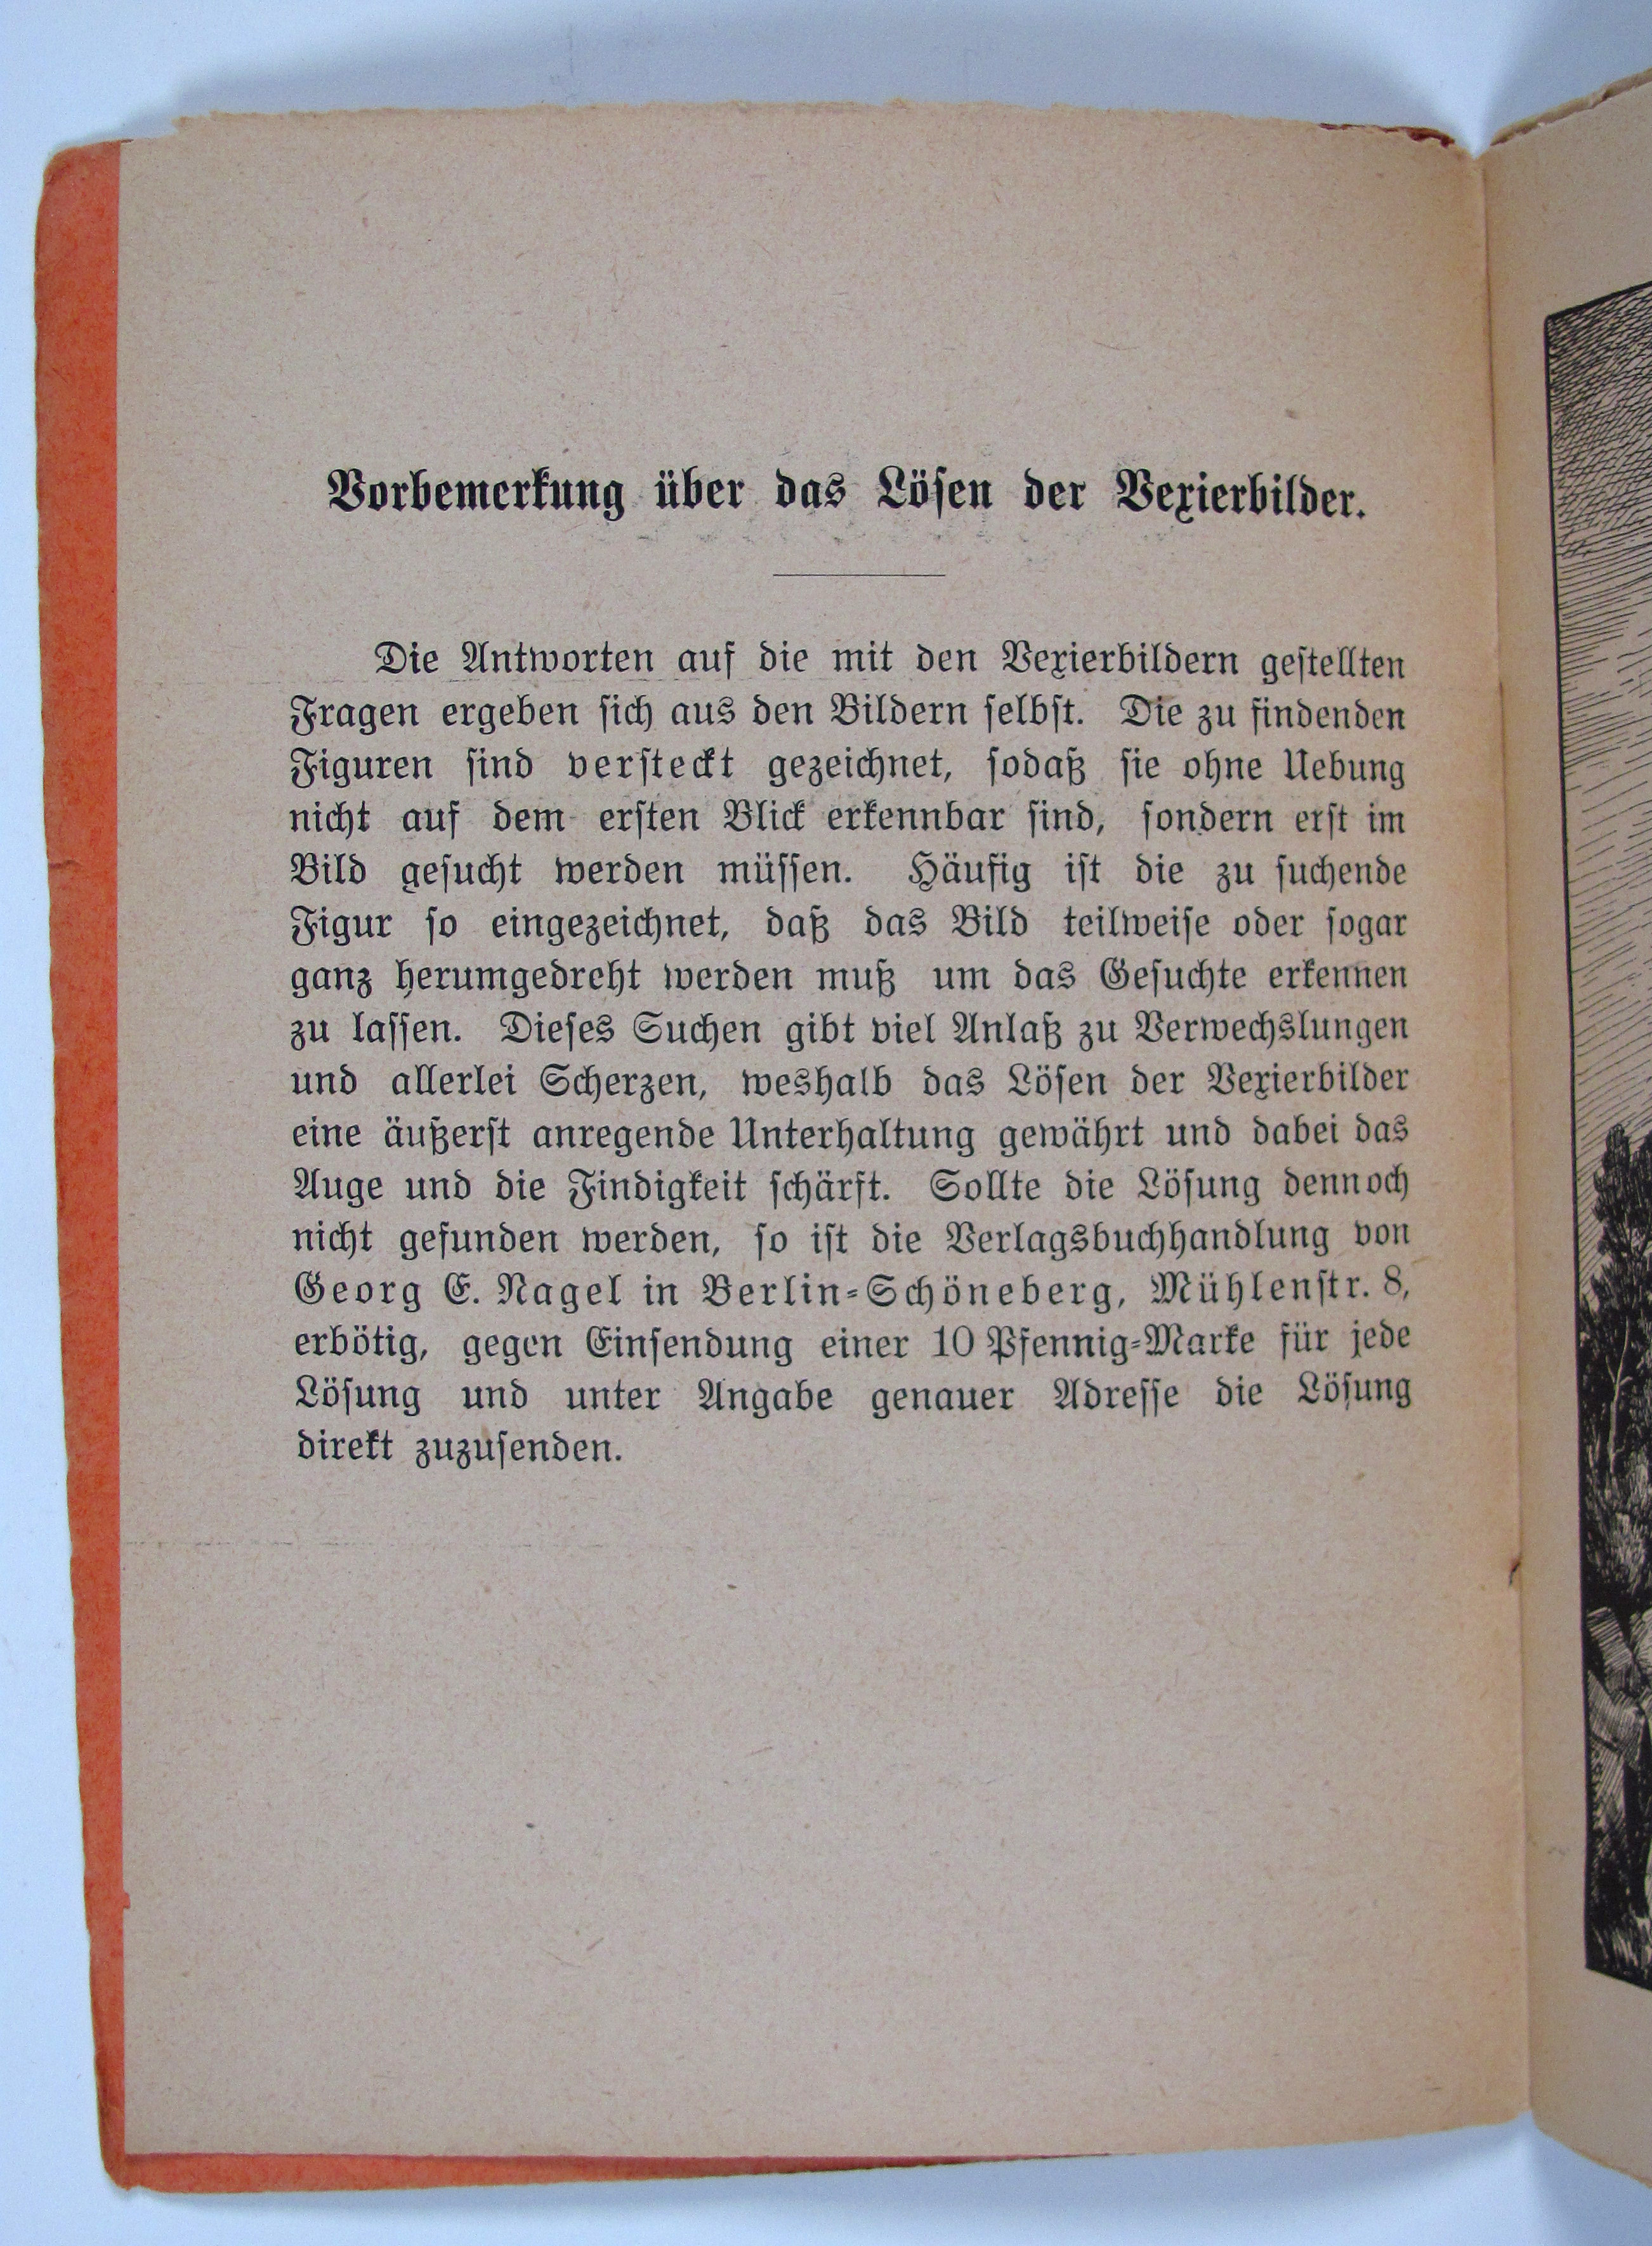 Vorbemerkung über das Lösen der Vexierbilder.
Die Antworten auf die mit den Vexierbildern gestellten
Fragen ergeben sich aus den Bildern selbst. Die zu findenden
Figuren sind versteckt gezeichnet, sodaß sie ohne Uebung
nicht auf dem ersten Blick erkennbar sind, sondern erst im
Bild gesucht werden müssen. Häufig ist die zu suchende
Figur so eingezeichnet, daß das Bild teilweise oder sogar
ganz herumgedreht werden muß um das Gesuchte erkennen
zu lassen. Dieses Suchen gibt viel Anlaß zu Verwechslungen
und allerlei Scherzen, weshalb das Lösen der Vexierbilder
eine äußerst anregende Unterhaltung gewährt und dabei das
Auge und die Findigkeit schärft. Sollte die Lösung dennoch
nicht gefunden werden, so ist die Verlagsbuchhandlung von
Georg E. Nagel in Berlin-Schöneberg, Mühlenstr. 8,
erbötig, gegen Einsendung einer 10 Pfennig-Marke für jede
Lösung und unter Angabe genauer Adresse die Lösung
direkt zuzusenden.